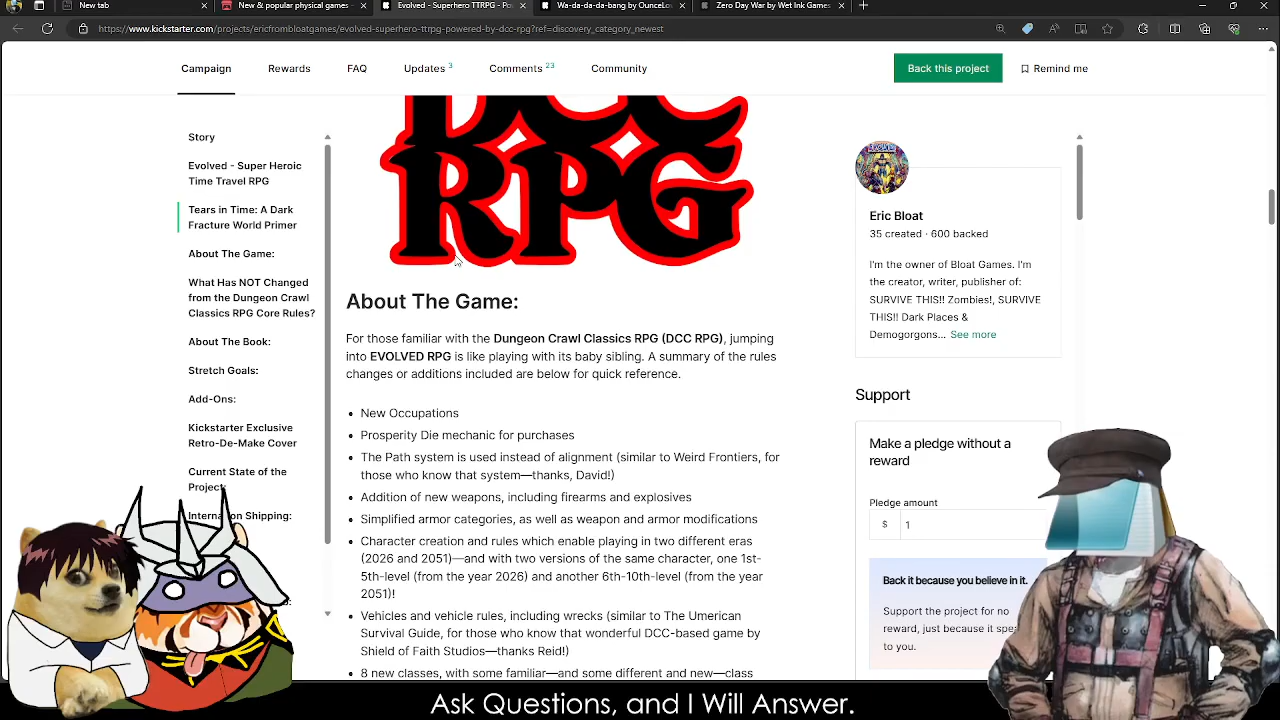 New tab
New & popular physical games -
Evolved - Superhero TTRPG - Po
Wa-da-da-da-bang by OunceLov
Zero Day War by Wet Ink Games
https://www.kickstarter.com/projects/ericfrombloatgames/evolved-superhero-ttrpg-powered-by-dcc-rpg?ref=discovery_category_newest
Campaign Rewards FAQ Updates 3 Comments 23 Community Back this project Remind me
Story
Evolved - Super Heroic
Time Travel RPG
Tears in Time: A Dark
Fracture World Primer
About The Game:
What Has NOT Changed
from the Dungeon Crawl
Classics RPG Core Rules?
About The Book:
Stretch Goals:
Add-Ons:
Kickstarter Exclusive
Retro-De-Make Cover
Current State of the
Project:
Shipping:
DCC
RPG
About The Game:
For those familiar with the Dungeon Crawl Classics RPG (DCC RPG), jumping
into EVOLVED RPG is like playing with its baby sibling. A summary of the rules
changes or additions included are below for quick reference.
• New Occupations
• Prosperity Die mechanic for purchases
• The Path system is used instead of alignment (similar to Weird Frontiers, for
those who know that system—thanks, David!)
• Addition of new weapons, including firearms and explosives
• Simplified armor categories, as well as weapon and armor modifications
• Character creation and rules which enable playing in two different eras
(2026 and 2051)—and with two versions of the same character, one 1st-
5th-level (from the year 2026) and another 6th-10th-level (from the year
2051)!
• Vehicles and vehicle rules, including wrecks (similar to The Umerican
Survival Guide, for those who know that wonderful DCC-based game by
Shield of Faith Studios—thanks Reid!)
• 8 new classes, with some familiar—and some different and new—class
Eric Bloat
35 created · 600 backed
I'm the owner of Bloat Games. I'm
the creator, writer, publisher of:
SURVIVE THIS!! Zombies!, SURVIVE
THIS!! Dark Places &
Demogorgons... See more
Support
Make a pledge without a
reward
Pledge amount
$ 1
Back it because you believe in it.
Support the project for no
reward, just because it
to you.
Ask Questions, and I Will Answer.